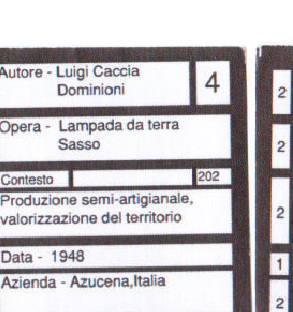 Autore - Luigi Caccia
Dominioni
4
Opera - Lampada da terra
Sasso
Contesto
202
Produzione semi-artigianale,
valorizzazione del territorio
Data - 1948
Azienda - Azucena,Italia
2
2
2
1
2